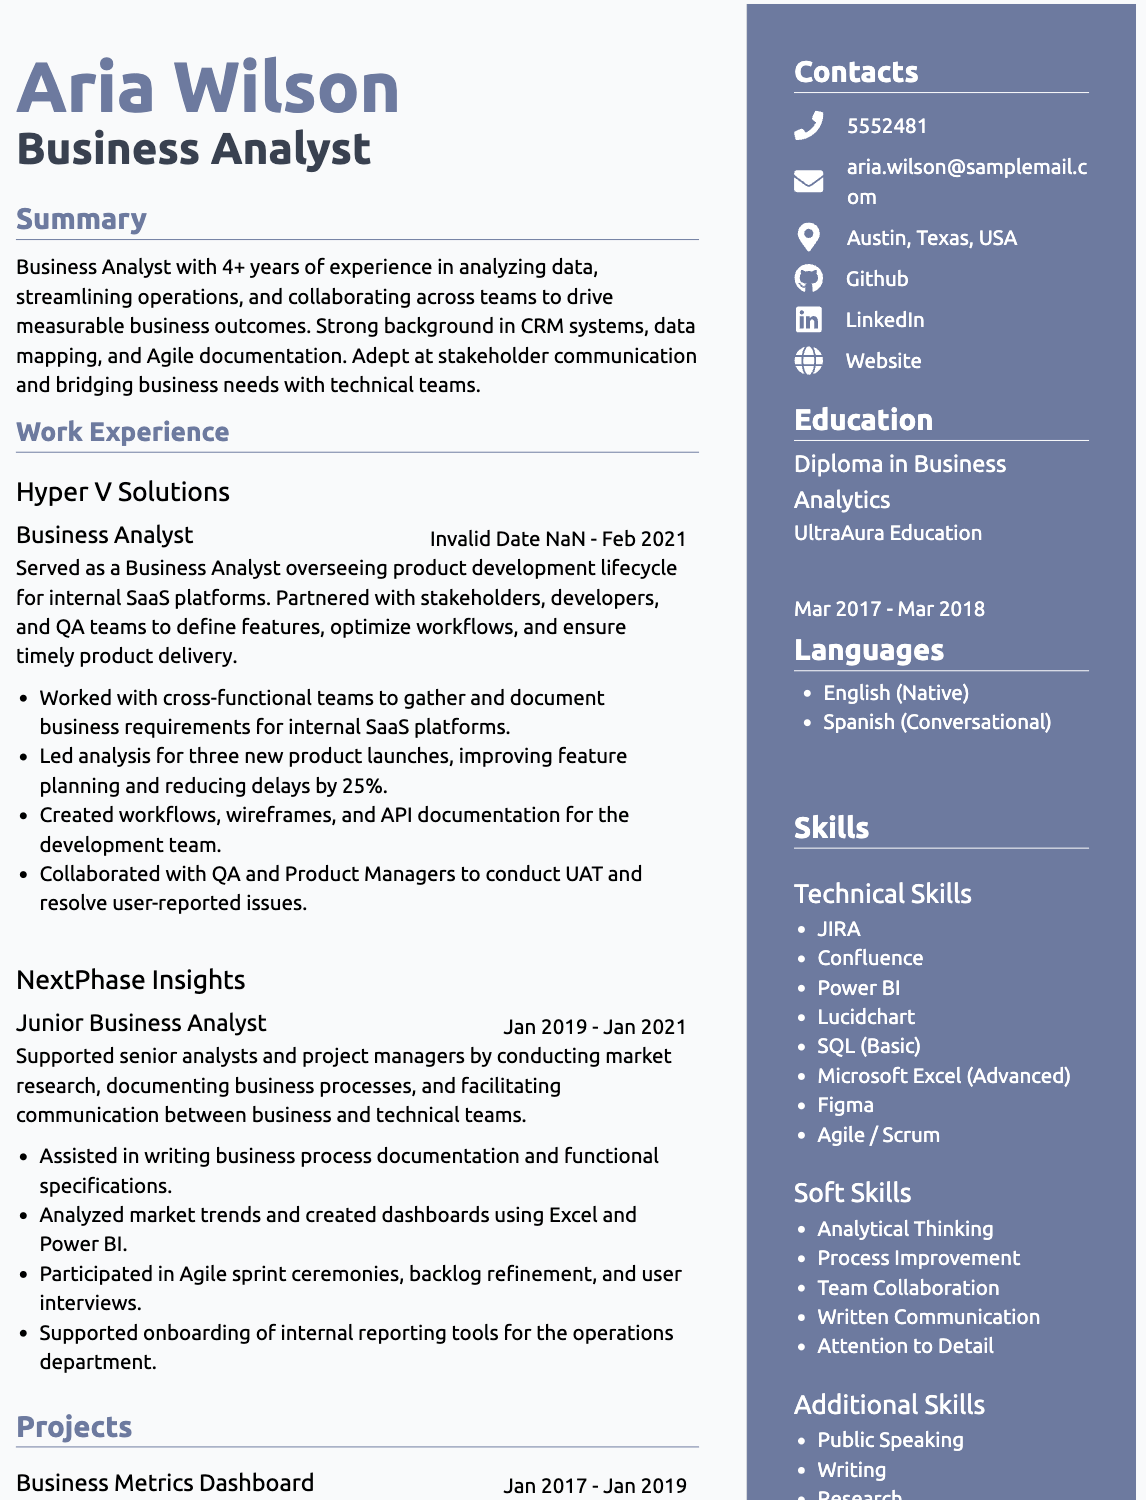 Aria Wilson
Business Analyst
Summary
Business Analyst with 4+ years of experience in analyzing data,
streamlining operations, and collaborating across teams to drive
measurable business outcomes. Strong background in CRM systems, data
mapping, and Agile documentation. Adept at stakeholder communication
and bridging business needs with technical teams.
Work Experience
Hyper V Solutions
Business Analyst
Invalid Date NaN - Feb 2021
Served as a Business Analyst overseeing product development lifecycle
for internal SaaS platforms. Partnered with stakeholders, developers,
and QA teams to define features, optimize workflows, and ensure
timely product delivery.
• Worked with cross-functional teams to gather and document
business requirements for internal SaaS platforms.
• Led analysis for three new product launches, improving feature
planning and reducing delays by 25%.
• Created workflows, wireframes, and API documentation for the
development team.
• Collaborated with QA and Product Managers to conduct UAT and
resolve user-reported issues.
NextPhase Insights
Junior Business Analyst
Jan 2019 - Jan 2021
Supported senior analysts and project managers by conducting market
research, documenting business processes, and facilitating
communication between business and technical teams.
• Assisted in writing business process documentation and functional
specifications.
• Analyzed market trends and created dashboards using Excel and
Power BI.
• Participated in Agile sprint ceremonies, backlog refinement, and user
interviews.
• Supported onboarding of internal reporting tools for the operations
department.
Projects
Business Metrics Dashboard
Jan 2017 - Jan 2019
Contacts
5552481
aria.wilson@samplemail.c
om
Austin, Texas, USA
Github
LinkedIn
Website
Education
Diploma in Business
Analytics
UltraAura Education
Mar 2017 - Mar 2018
Languages
• English (Native)
• Spanish (Conversational)
Skills
Technical Skills
• JIRA
• Confluence
• Power BI
• Lucidchart
• SQL (Basic)
• Microsoft Excel (Advanced)
• Figma
• Agile / Scrum
Soft Skills
• Analytical Thinking
• Process Improvement
• Team Collaboration
• Written Communication
• Attention to Detail
Additional Skills
• Public Speaking
• Writing
• Research